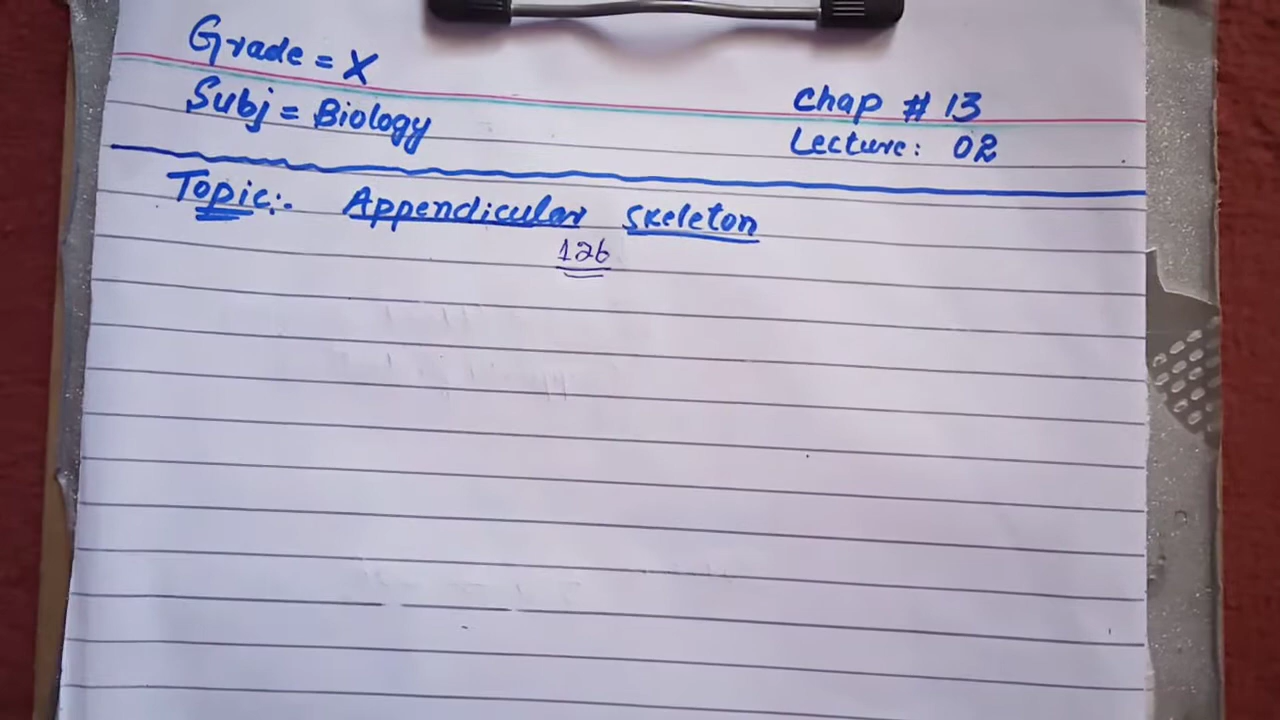 Grade = X
Subj = Biology
Chap # 13
Lecture: 02
Topic:- Appendicular skeleton
126